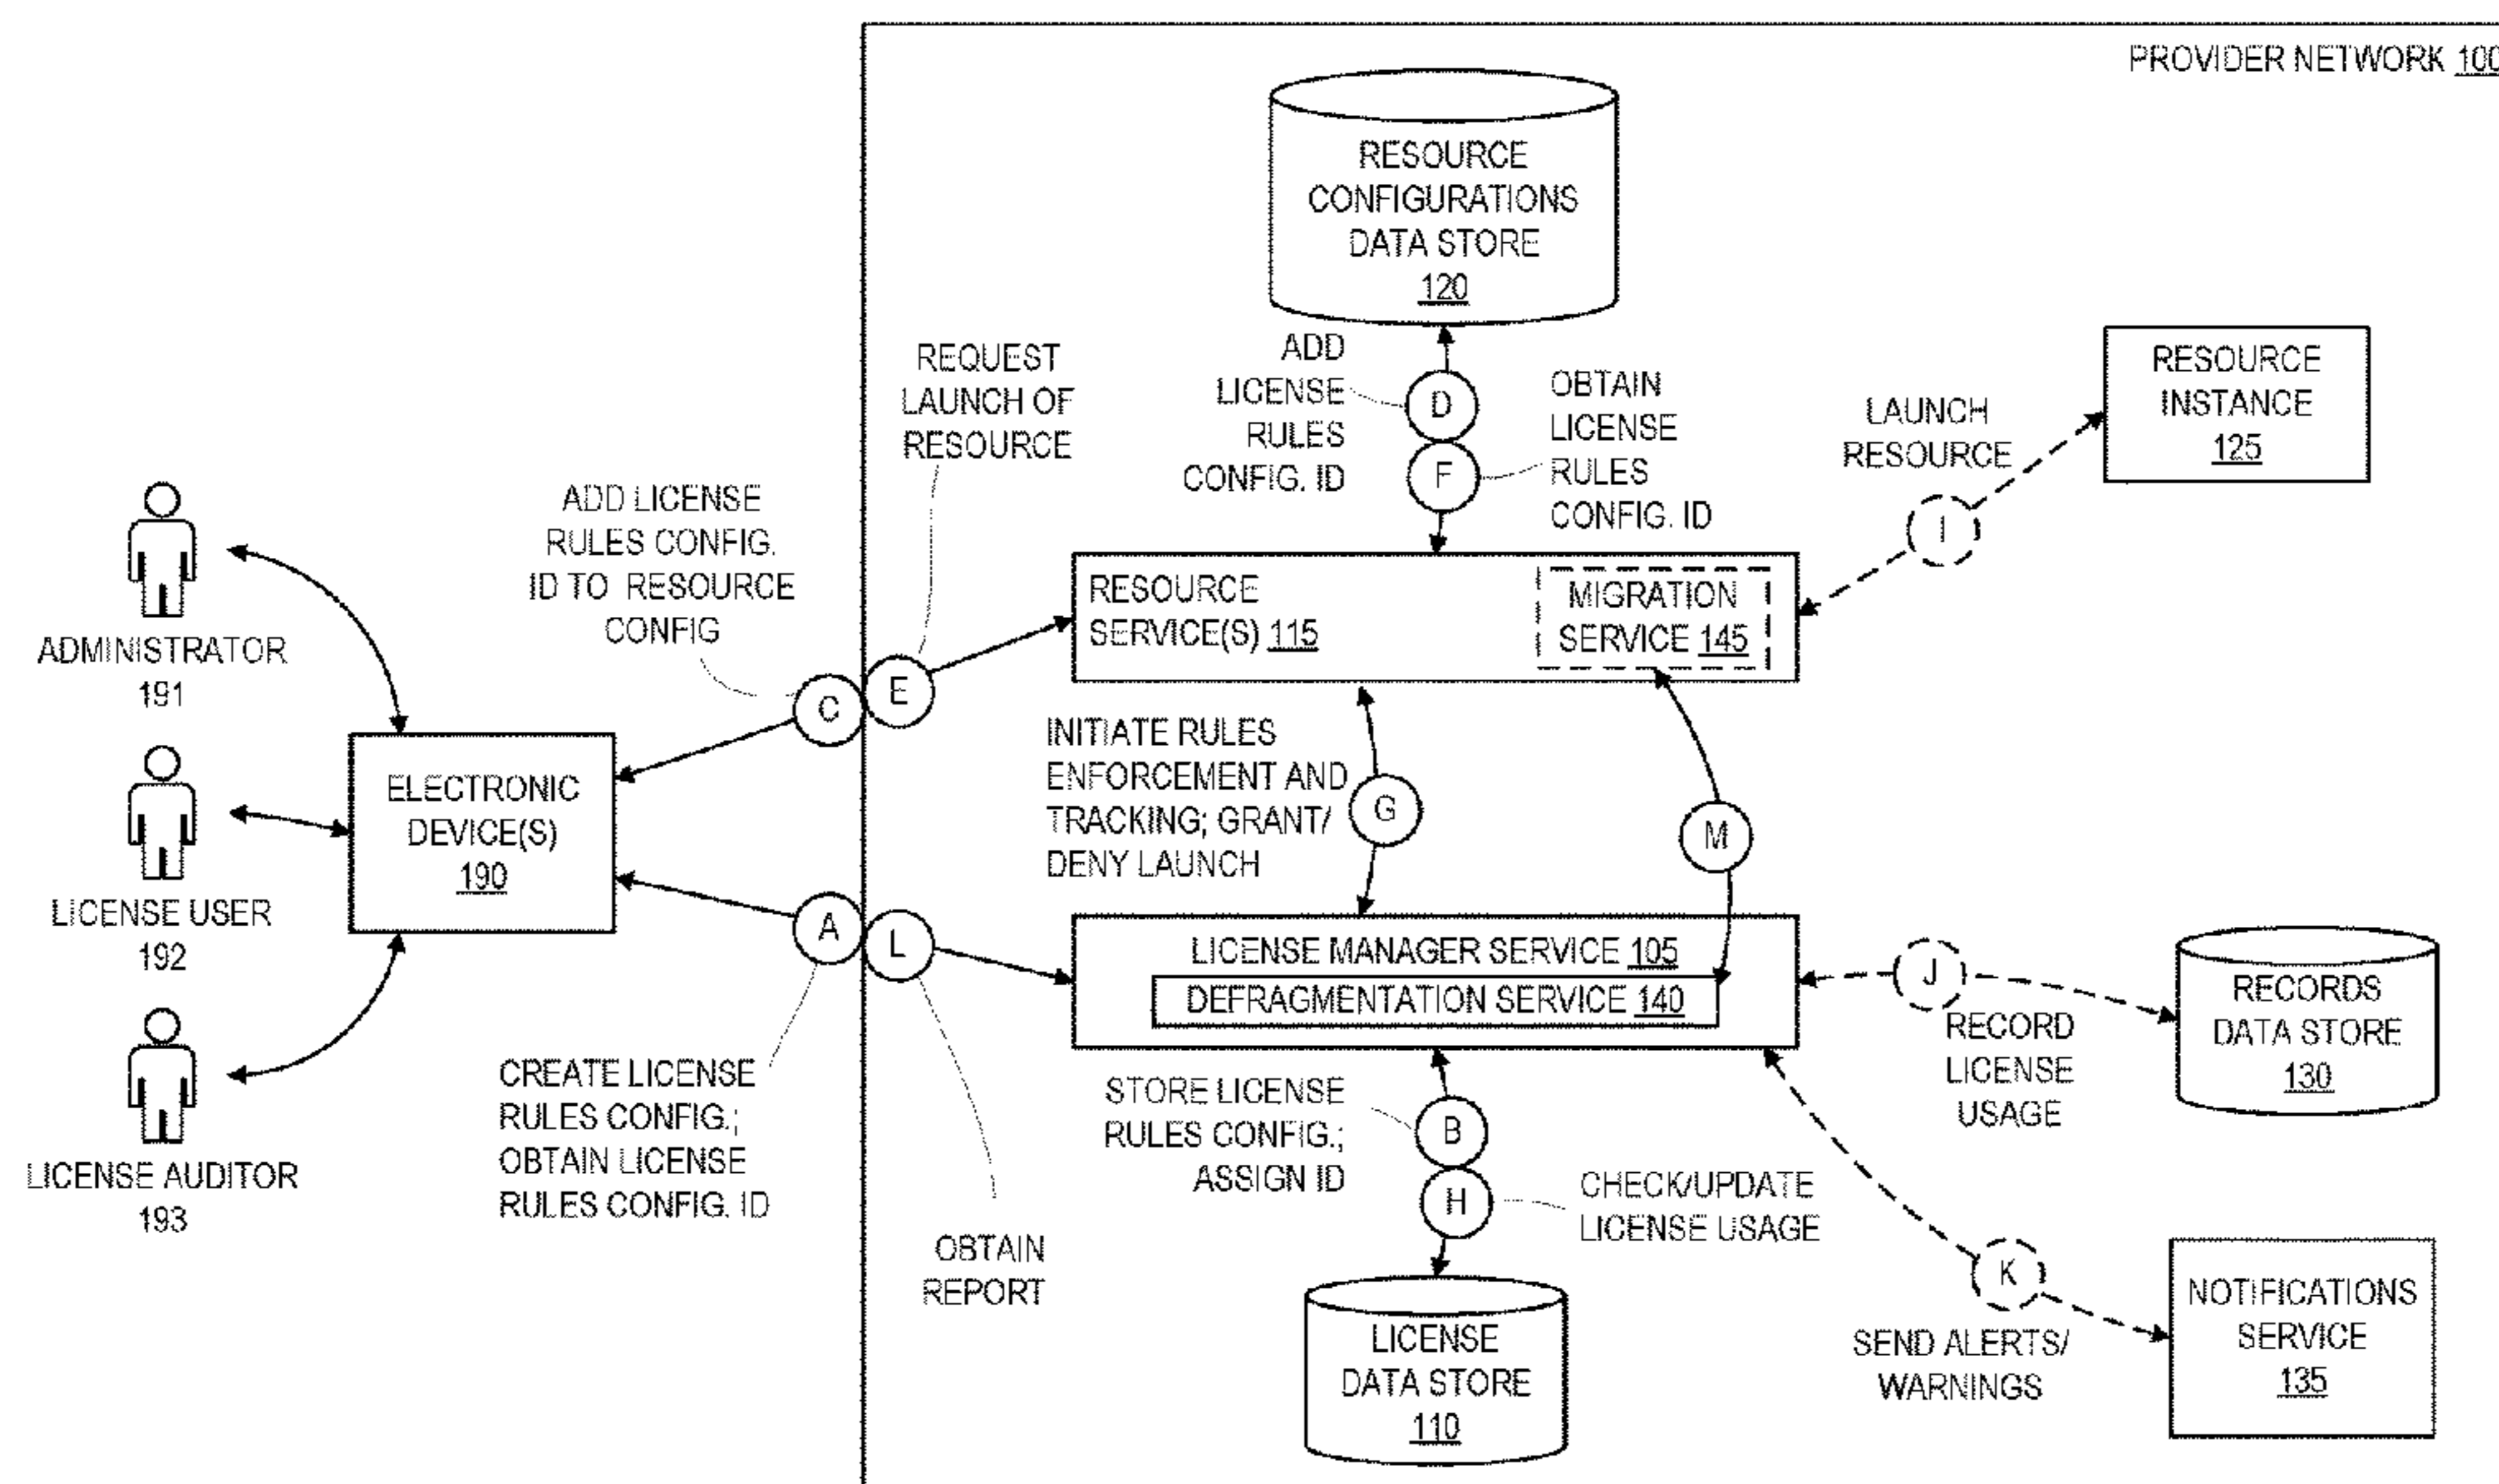 PROVIDER NETWORK 100
RESOURCE
CONFIGURATIONS
DATA STORE
120
ADD
LICENSE
RULES
CONFIG. ID
D
F
OBTAIN
LICENSE
RULES
CONFIG. ID
REQUEST
LAUNCH OF
RESOURCE
LAUNCH
RESOURCE
I
RESOURCE
INSTANCE
125
ADD LICENSE
RULES CONFIG.
ID TO RESOURCE
CONFIG
C
E
RESOURCE
SERVICE(S) 115
MIGRATION
SERVICE 145
ADMINISTRATOR
191
LICENSE USER
192
LICENSE AUDITOR
193
ELECTRONIC
DEVICE(S)
190
INITIATE RULES
ENFORCEMENT AND
TRACKING; GRANT/
DENY LAUNCH
G
M
A
L
LICENSE MANAGER SERVICE 105
DEFRAGMENTATION SERVICE 140
J
RECORD
LICENSE
USAGE
RECORDS
DATA STORE
130
CREATE LICENSE
RULES CONFIG.;
OBTAIN LICENSE
RULES CONFIG. ID
OBTAIN
REPORT
STORE LICENSE
RULES CONFIG.;
ASSIGN ID
B
H
CHECK/UPDATE
LICENSE USAGE
LICENSE
DATA STORE
110
K
SEND ALERTS/
WARNINGS
NOTIFICATIONS
SERVICE
135